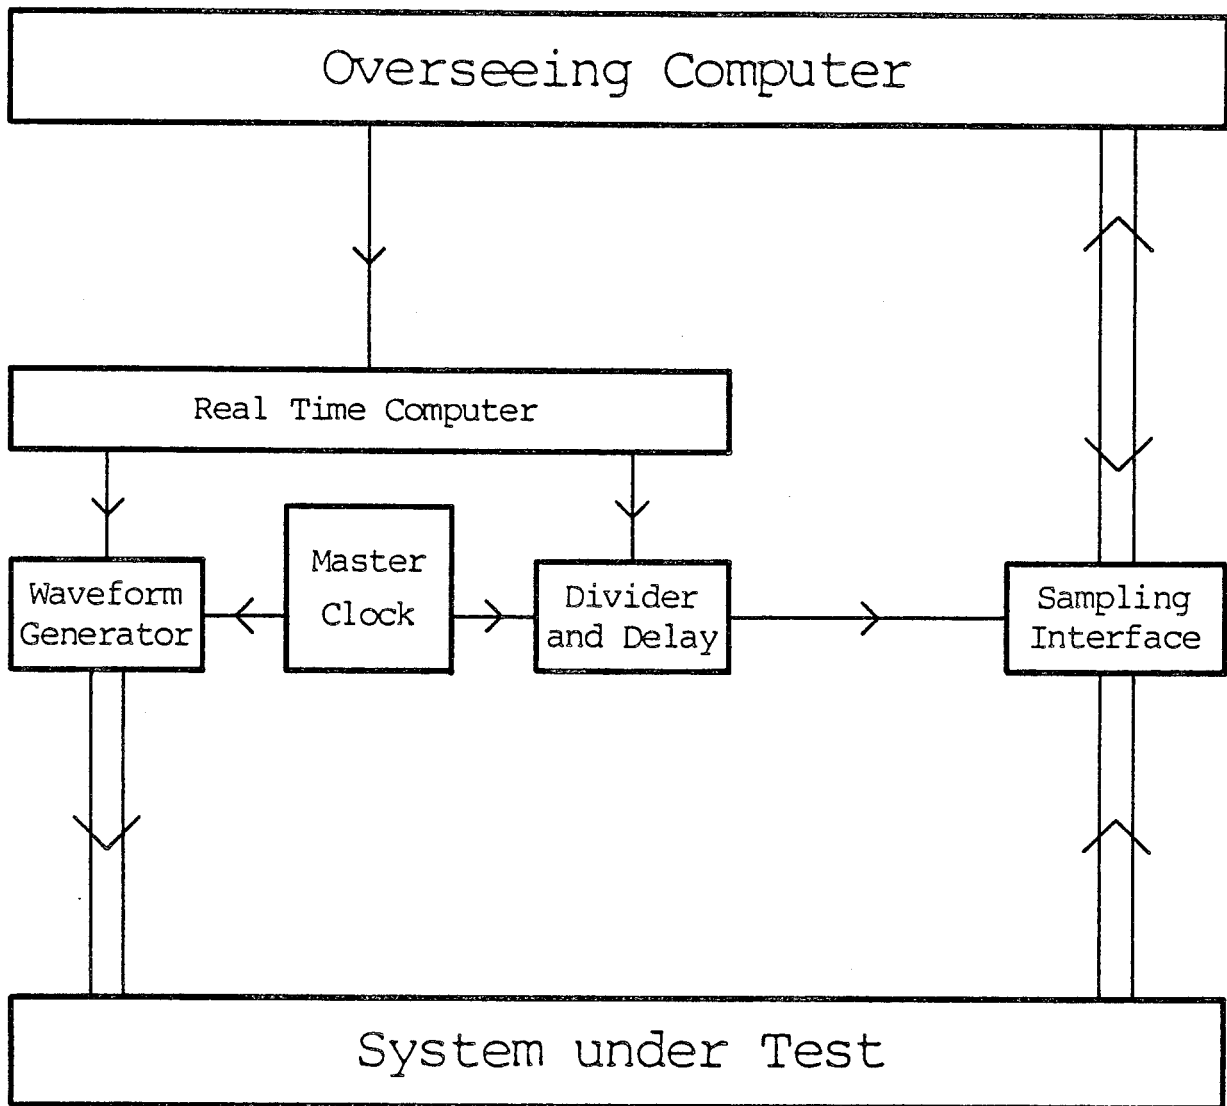 Overseeing Computer
Real Time Computer
Master
Clock
Waveform
Generator
Divider
and Delay
Sampling
Interface
System under Test